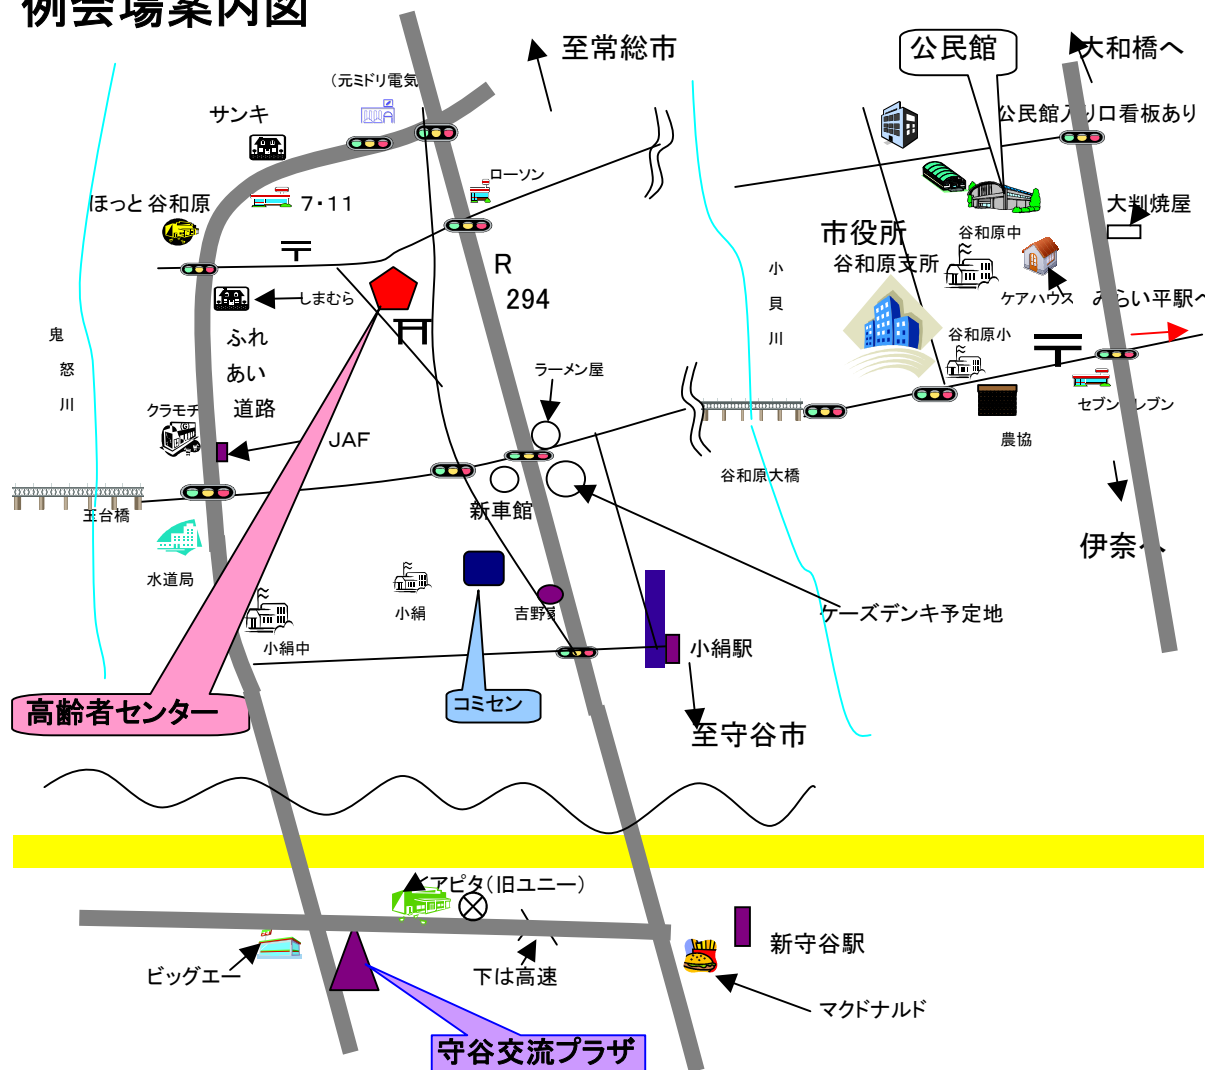 例会場案内図
至常総市
公民館
大和橋へ
(元ミドリ電気
サンキ
公民館入り口看板あり
ローソン
ほっと谷和原
7・11
大判焼屋
市役所
谷和原支所
谷和原中
R
294
小貝川
しまむら
ケアハウス
みらい平駅へ
鬼怒川
ふれ
あい
道路
谷和原小
ラーメン屋
クラモチ
JAF
セブンイレブン
農協
谷和原大橋
玉台橋
新車館
伊奈へ
水道局
小絹
吉野家
ケーズデンキ予定地
小絹中
小絹駅
高齢者センター
コミセン
至守谷市
アピタ(旧ユニー)
新守谷駅
ビッグエー
下は高速
マクドナルド
守谷交流プラザ